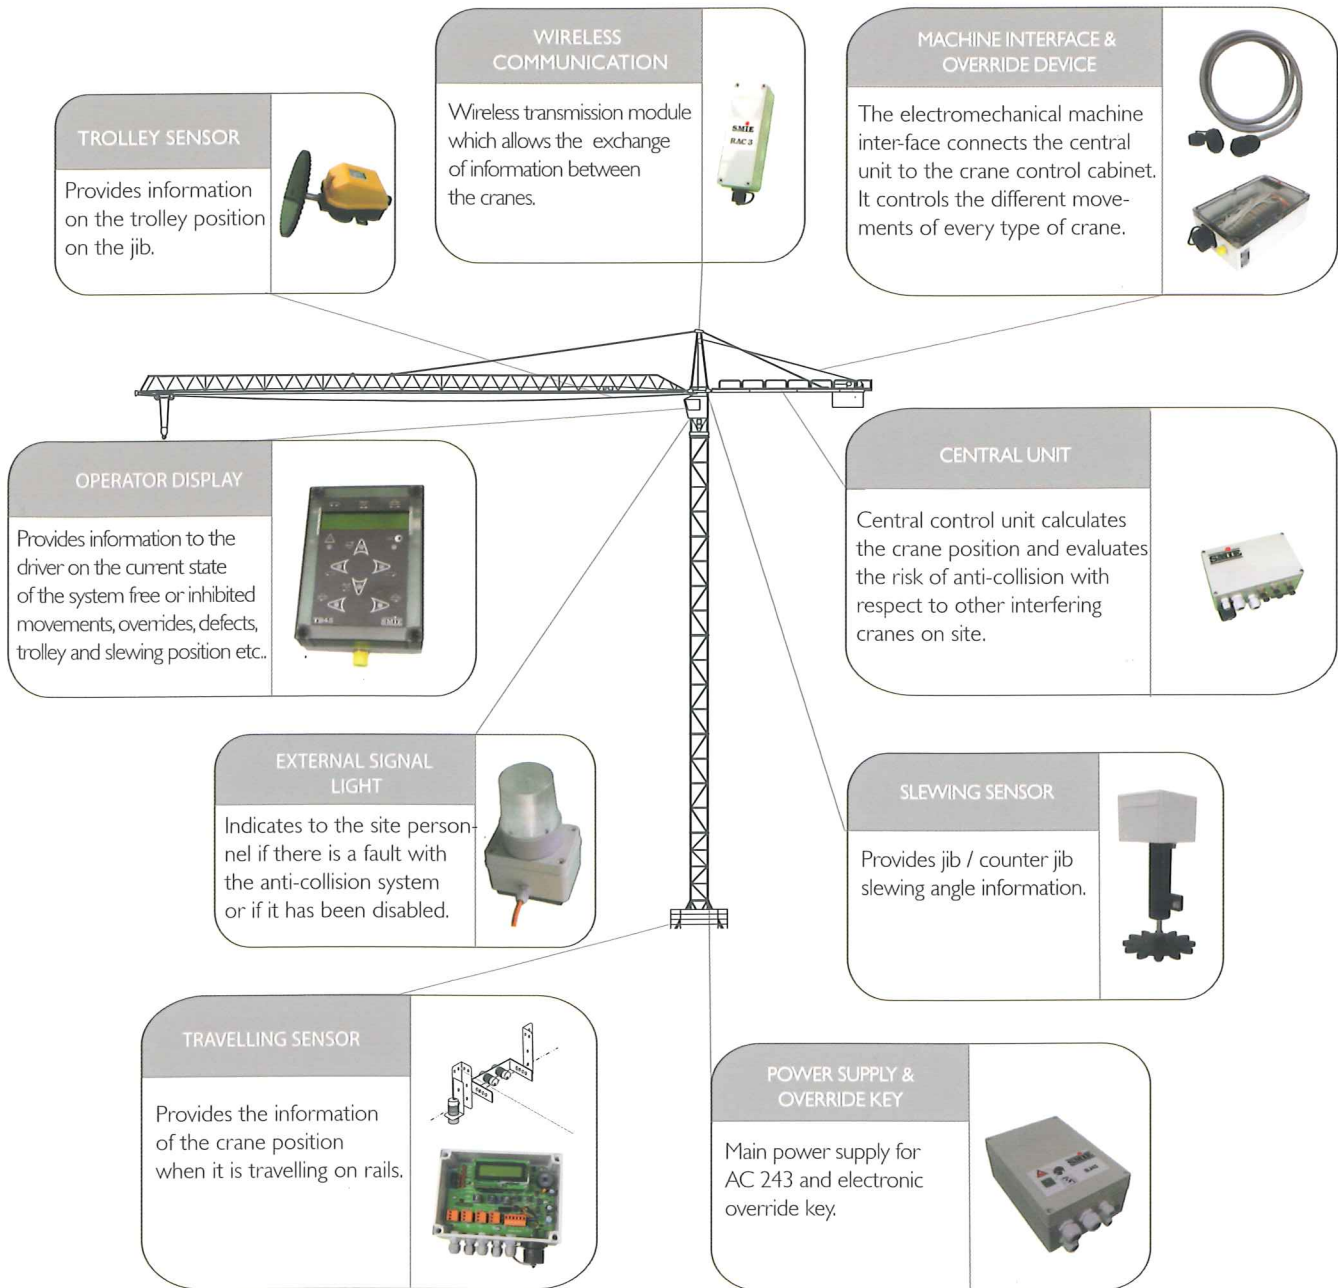 WIRELESS
COMMUNICATION
Wireless transmission module
which allows the exchange
of information between
the cranes.
SMIE
RAC 3
MACHINE INTERFACE &
OVERRIDE DEVICE
The electromechanical machine
inter-face connects the central
unit to the crane control cabinet.
It controls the different move-
ments of every type of crane.
TROLLEY SENSOR
Provides information
on the trolley position
on the jib.
OPERATOR DISPLAY
Provides information to the
driver on the current state
of the system free or inhibited
movements, overrides, defects,
trolley and slewing position etc..
SMIE
CENTRAL UNIT
Central control unit calculates
the crane position and evaluates
the risk of anti-collision with
respect to other interfering
cranes on site.
SMIE
EXTERNAL SIGNAL
LIGHT
Indicates to the site person-
nel if there is a fault with
the anti-collision system
or if it has been disabled.
SLEWING SENSOR
Provides jib / counter jib
slewing angle information.
TRAVELLING SENSOR
Provides the information
of the crane position
when it is travelling on rails.
POWER SUPPLY &
OVERRIDE KEY
Main power supply for
AC 243 and electronic
override key.
SMIE